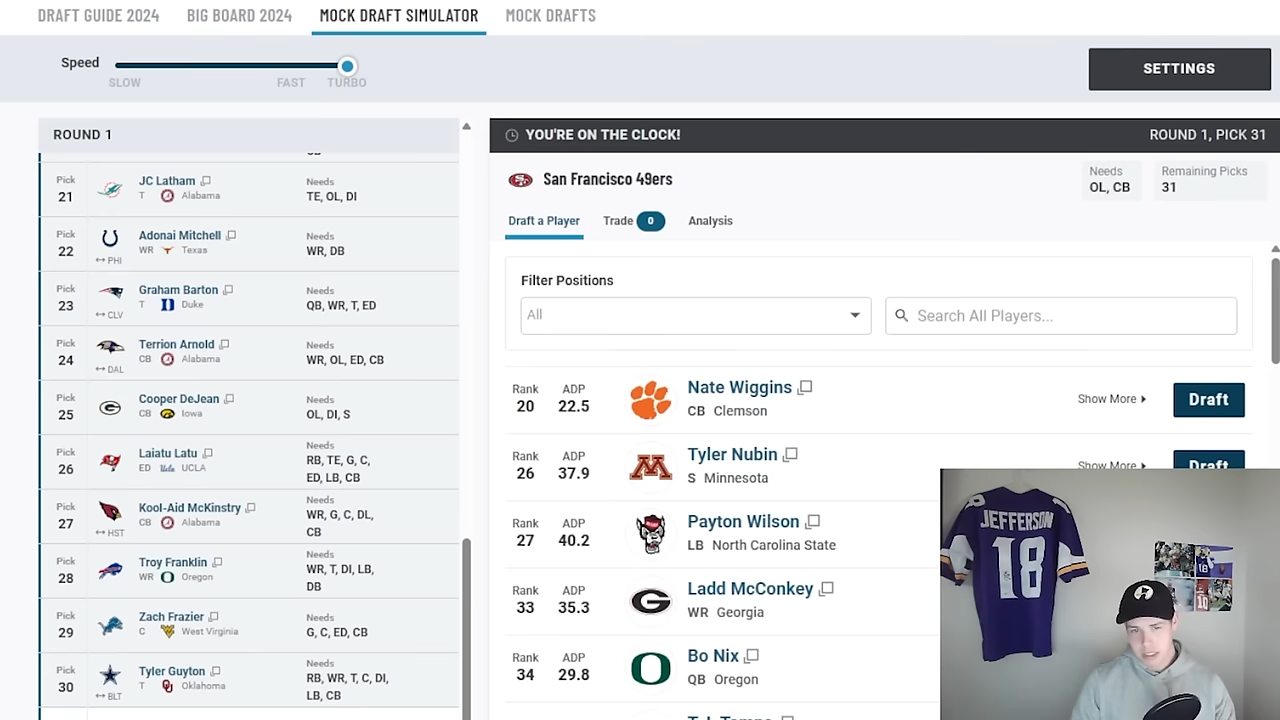 DRAFT GUIDE 2024 BIG BOARD 2024 MOCK DRAFT SIMULATOR MOCK DRAFTS
Speed
SLOW FAST TURBO
SETTINGS
ROUND 1
Pick 21
JC Latham
T Alabama
Needs
TE, OL, DI
Pick 22
↔ PHI
Adonai Mitchell
WR Texas
Needs
WR, DB
Pick 23
↔ CLV
Graham Barton
T Duke
Needs
QB, WR, T, ED
Pick 24
↔ DAL
Terrion Arnold
CB Alabama
Needs
WR, OL, ED, CB
Pick 25
Cooper DeJean
CB Iowa
Needs
OL, DI, S
Pick 26
Laiatu Latu
ED UCLA
Needs
RB, TE, G, C,
ED, LB, CB
Pick 27
↔ HST
Kool-Aid McKinstry
CB Alabama
Needs
WR, G, C, DL,
CB
Pick 28
Troy Franklin
WR Oregon
Needs
WR, T, DI, LB,
DB
Pick 29
Zach Frazier
C West Virginia
Needs
G, C, ED, CB
Pick 30
↔ BLT
Tyler Guyton
T Oklahoma
Needs
RB, WR, T, C, DI,
LB, CB
YOU'RE ON THE CLOCK! ROUND 1, PICK 31
San Francisco 49ers
Needs
OL, CB
Remaining Picks
31
Draft a Player Trade 0 Analysis
Filter Positions
All Search All Players...
Rank 20
ADP 22.5
Nate Wiggins
CB Clemson
Show More Draft
Rank 26
ADP 37.9
Tyler Nubin
S Minnesota
Show More Draft
Rank 27
ADP 40.2
Payton Wilson
LB North Carolina State
Rank 33
ADP 35.3
Ladd McConkey
WR Georgia
Rank 34
ADP 29.8
Bo Nix
QB Oregon
JEFFERSON
18